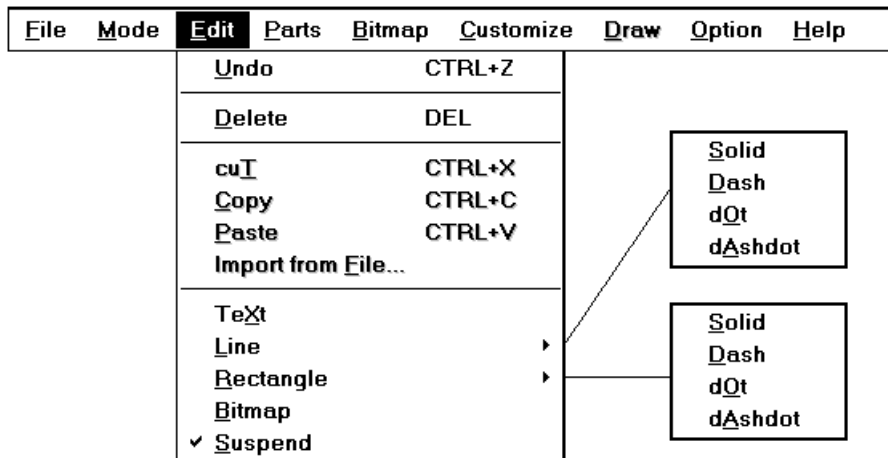 File Mode Edit Parts Bitmap Customize Draw Option Help
Undo CTRL+Z
Delete DEL
cuT CTRL+X
Copy CTRL+C
Paste CTRL+V
Import from File...
TeXt
Line
Rectangle
Bitmap
Suspend
Solid
Dash
dOt
dAshdot
Solid
Dash
dOt
dAshdot